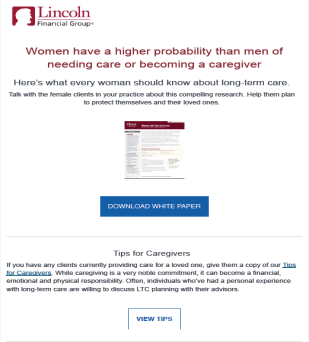 Lincoln
Financial Group®
Women have a higher probability than men of
needing care or becoming a caregiver
Here's what every woman should know about long-term care.
Talk with the female clients in your practice about this compelling research. Help them plan
to protect themselves and their loved ones.
DOWNLOAD WHITE PAPER
Tips for Caregivers
If you have any clients currently providing care for a loved one, give them a copy of our Tips
for Caregivers. While caregiving is a very noble commitment, it can become a financial,
emotional and physical responsibility. Often, individuals who've had a personal experience
with long-term care are willing to discuss LTC planning with their advisors.
VIEW TIPS